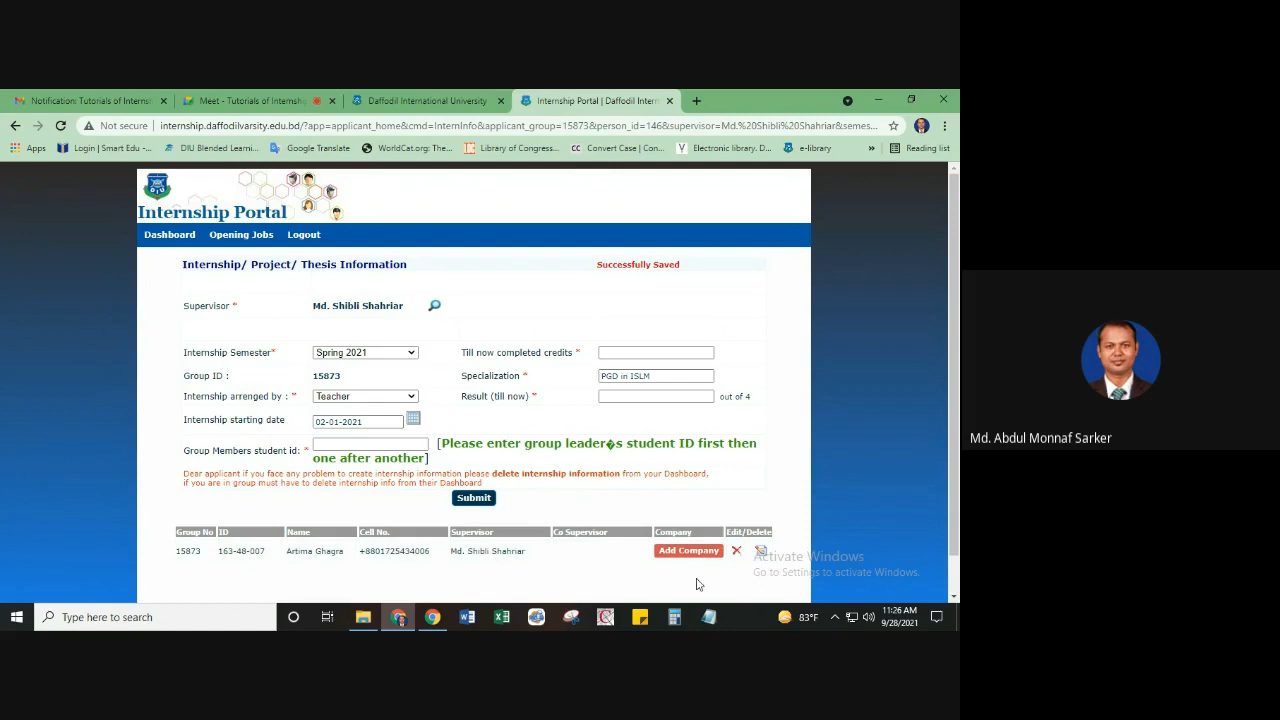 Notification: Tutorials of Internsh
Meet - Tutorials of Internship
Daffodil International University
Internship Portal | Daffodil Intern
Not secure
internship.daffodilvarsity.edu.bd/?app=applicant_home&cmd=InternInfo&applicant_group=15873&person_id=146&supervisor=Md.%20Shibli%20Shahriar&semes...
Apps
Login | Smart Edu -...
DIU Blended Learni...
Google Translate
WorldCat.org: The...
Library of Congress...
CC
Convert Case | Con...
Electronic library. D...
e-library
»
Reading list
DIU
Internship Portal
Dashboard
Opening Jobs
Logout
Internship/ Project/ Thesis Information
Successfully Saved
Supervisor *
Md. Shibli Shahriar
Internship Semester*
Spring 2021
Till now completed credits *
Group ID :
15873
Specialization *
PGD in ISLM
Internship arranged by : *
Teacher
Result (till now) *
out of 4
Internship starting date
02-01-2021
Group Members student id: *
[Please enter group leader�s student ID first then
one after another]
Dear applicant if you face any problem to create internship information please delete internship information from your Dashboard,
if you are in group must have to delete internship info from their Dashboard
Submit
Group No ID Name Cell No. Supervisor Co Supervisor Company Edit/Delete
15873 163-48-007 Artima Ghagra +8801725434006 Md. Shibli Shahriar Add Company
Activate Windows
Go to Settings to activate Windows.
Type here to search
83°F
11:26 AM
9/28/2021
Md. Abdul Monnaf Sarker